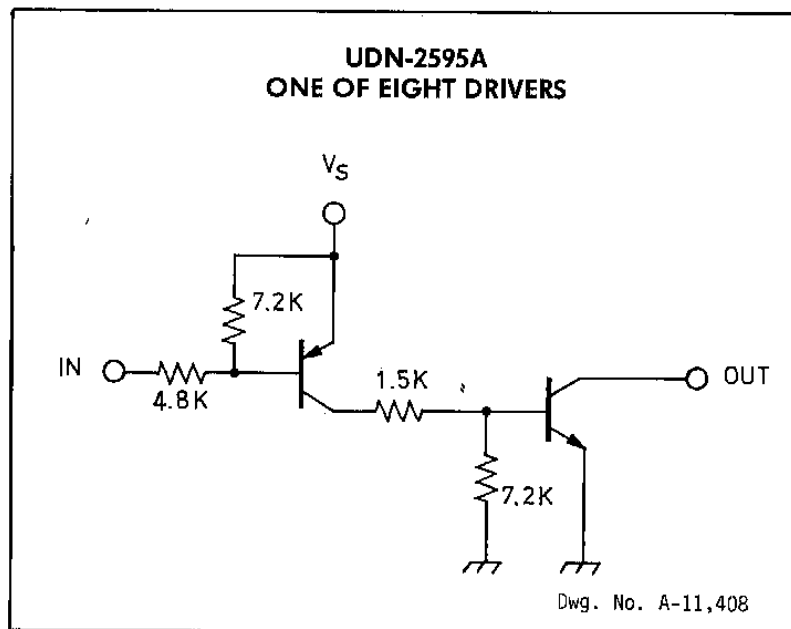 UDN-2595A
ONE OF EIGHT DRIVERS
VS
7.2K
IN
4.8K
1.5K
OUT
7.2K
Dwg. No. A-11,408